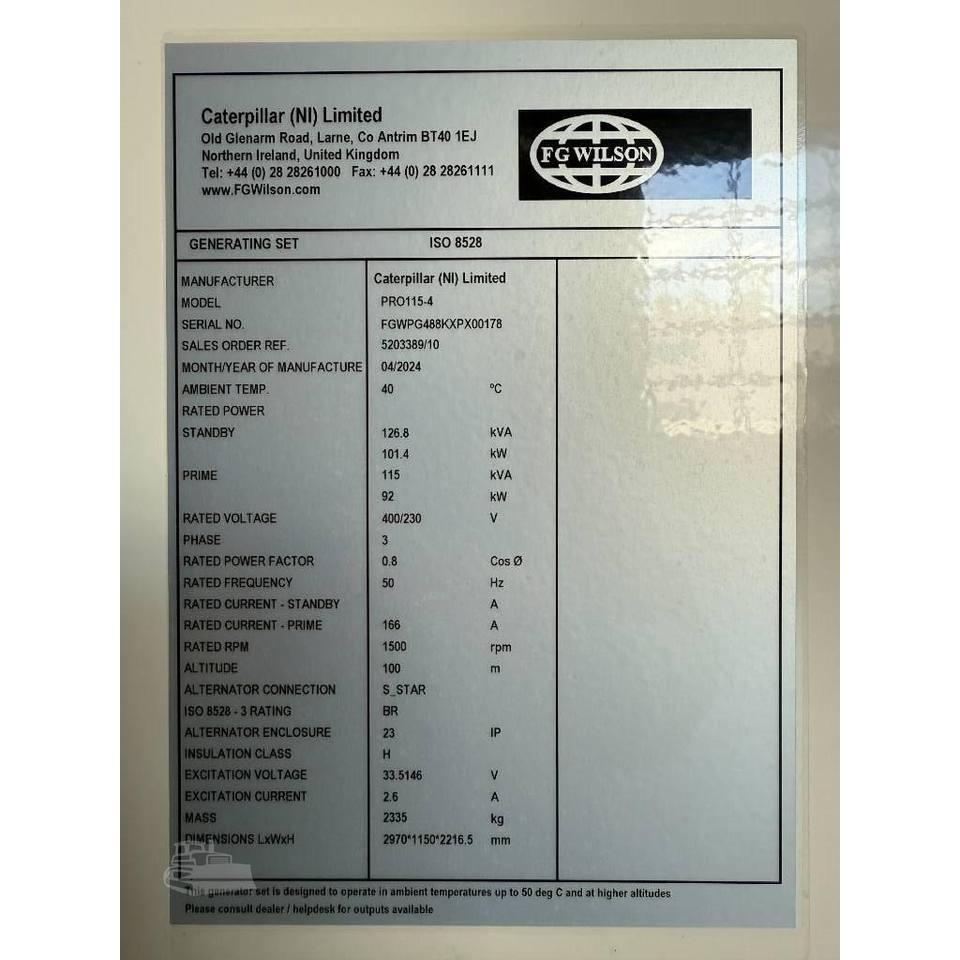 Caterpillar (NI) Limited
Old Glenarm Road, Larne, Co Antrim BT40 1EJ
Northern Ireland, United Kingdom
Tel: +44 (0) 28 28261000 Fax: +44 (0) 28 28261111
www.FGWilson.com
FG WILSON
GENERATING SET ISO 8528
MANUFACTURER Caterpillar (NI) Limited
MODEL PRO115-4
SERIAL NO. FGWPG488KXPX00178
SALES ORDER REF. 5203389/10
MONTH/YEAR OF MANUFACTURE 04/2024
AMBIENT TEMP. 40 ºC
RATED POWER
STANDBY 126.8 kVA
101.4 kW
PRIME 115 kVA
92 kW
RATED VOLTAGE 400/230 V
PHASE 3
RATED POWER FACTOR 0.8 Cos Ø
RATED FREQUENCY 50 Hz
RATED CURRENT - STANDBY A
RATED CURRENT - PRIME 166 A
RATED RPM 1500 rpm
ALTITUDE 100 m
ALTERNATOR CONNECTION S_STAR
ISO 8528 - 3 RATING BR
ALTERNATOR ENCLOSURE 23 IP
INSULATION CLASS H
EXCITATION VOLTAGE 33.5146 V
EXCITATION CURRENT 2.6 A
MASS 2335 kg
DIMENSIONS LxWxH 2970*1150*2216.5 mm
This generator set is designed to operate in ambient temperatures up to 50 deg C and at higher altitudes
Please consult dealer / helpdesk for outputs available